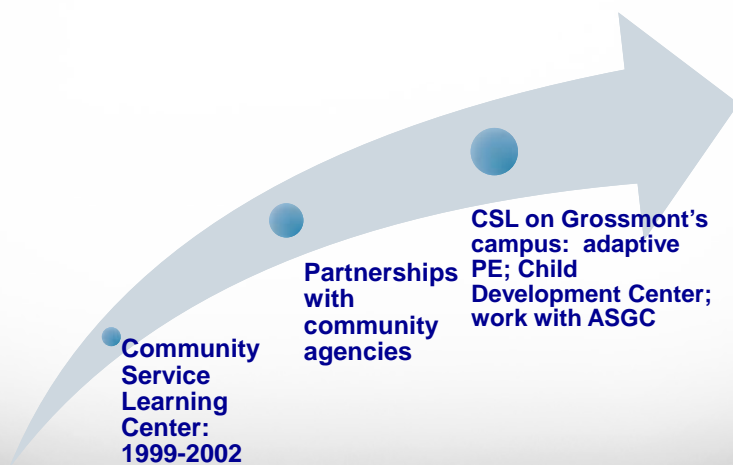 Community
Service
Learning
Center:
1999-2002
Partnerships
with
community
agencies
CSL on Grossmont's
campus:  adaptive
PE; Child
Development Center;
work with ASGC